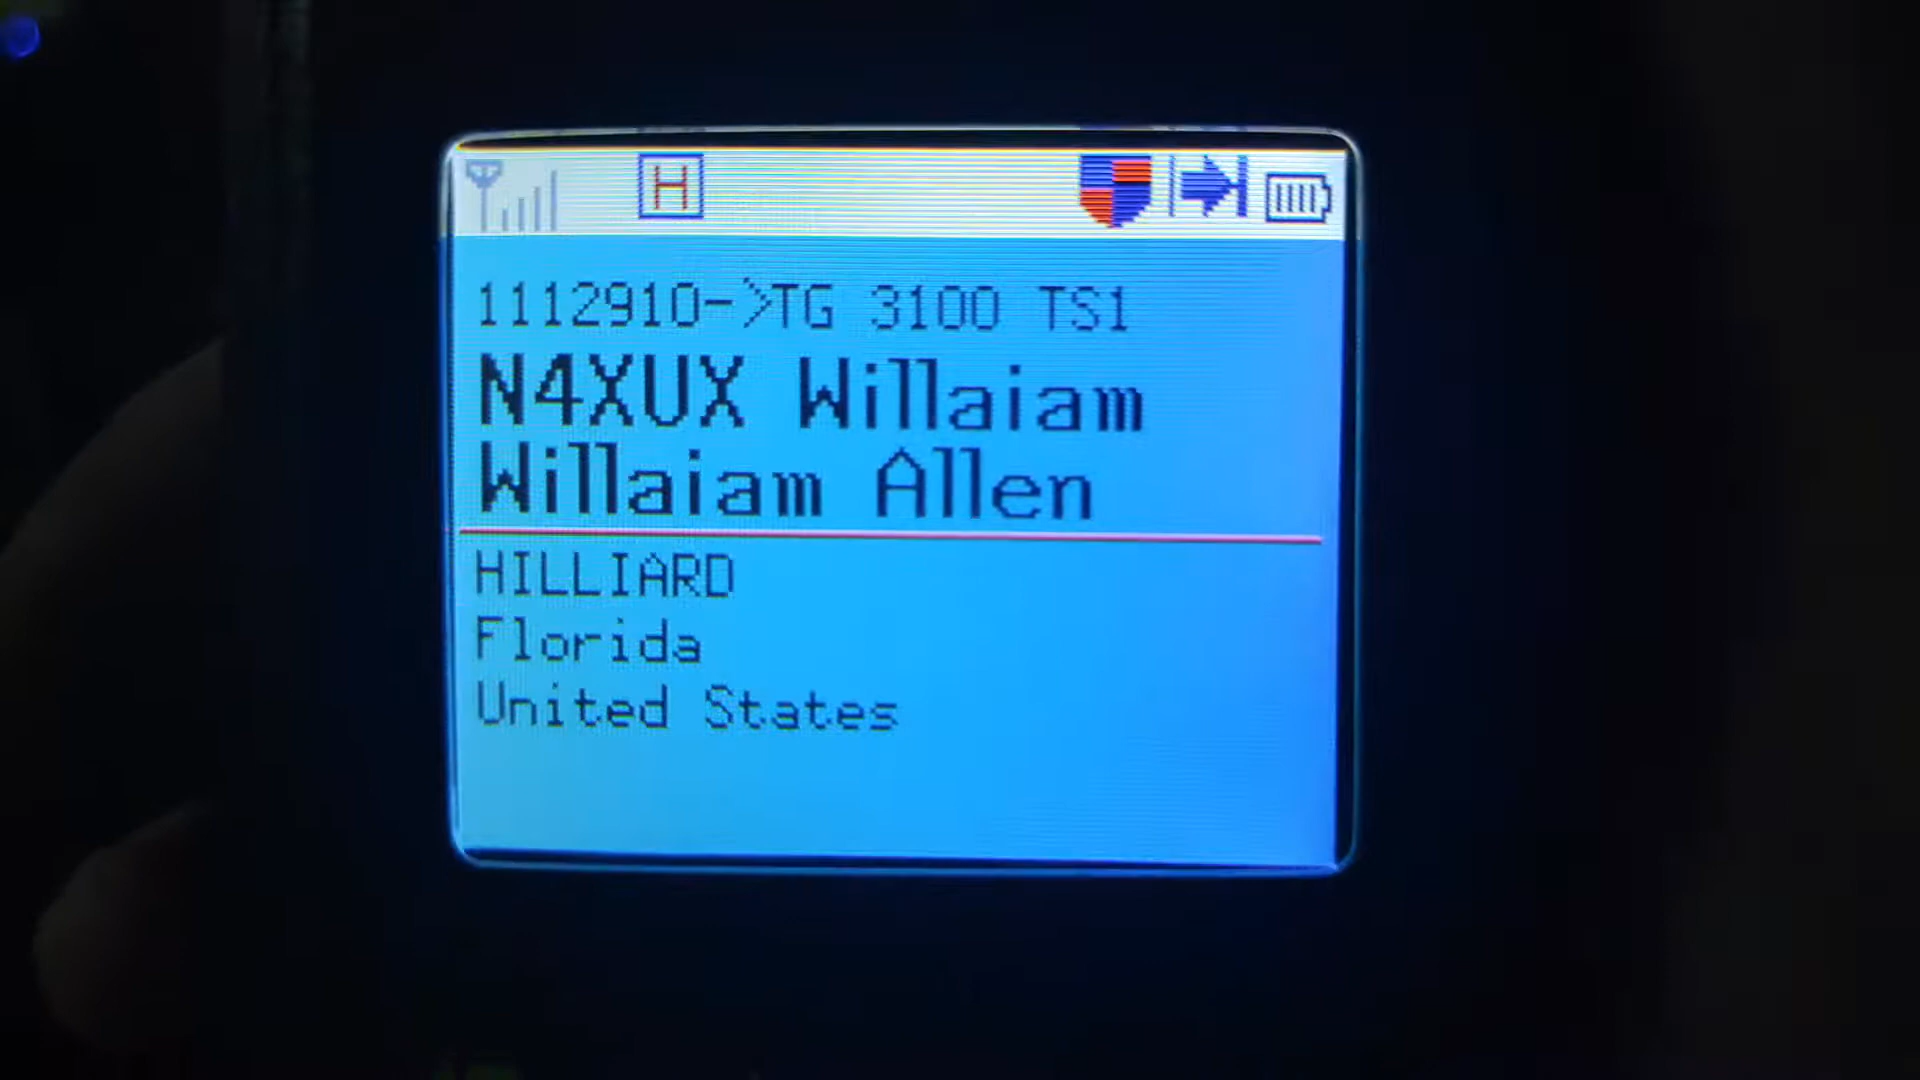 H
1112910->TG 3100 TS1
N4XUX Willaiam
Willaiam Allen
HILLIARD
Florida
United States